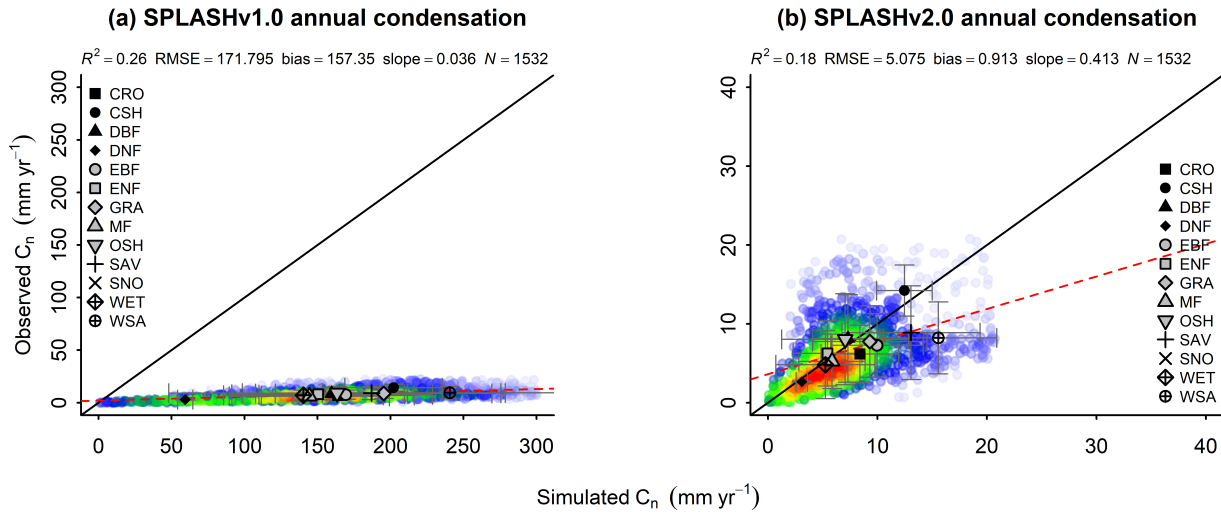 (a) SPLASHv1.0 annual condensation
R² = 0.26 RMSE = 171.795 bias = 157.35 slope = 0.036 N = 1532
Observed Cₙ (mm yr⁻¹)
300
250
200
150
100
50
0
CRO
CSH
DBF
DNF
EBF
ENF
GRA
MF
OSH
SAV
SNO
WET
WSA
0 50 100 150 200 250 300
(b) SPLASHv2.0 annual condensation
R² = 0.18 RMSE = 5.075 bias = 0.913 slope = 0.413 N = 1532
40
30
20
10
0
CRO
CSH
DBF
DNF
EBF
ENF
GRA
MF
OSH
SAV
SNO
WET
WSA
0 10 20 30 40
Simulated Cₙ (mm yr⁻¹)